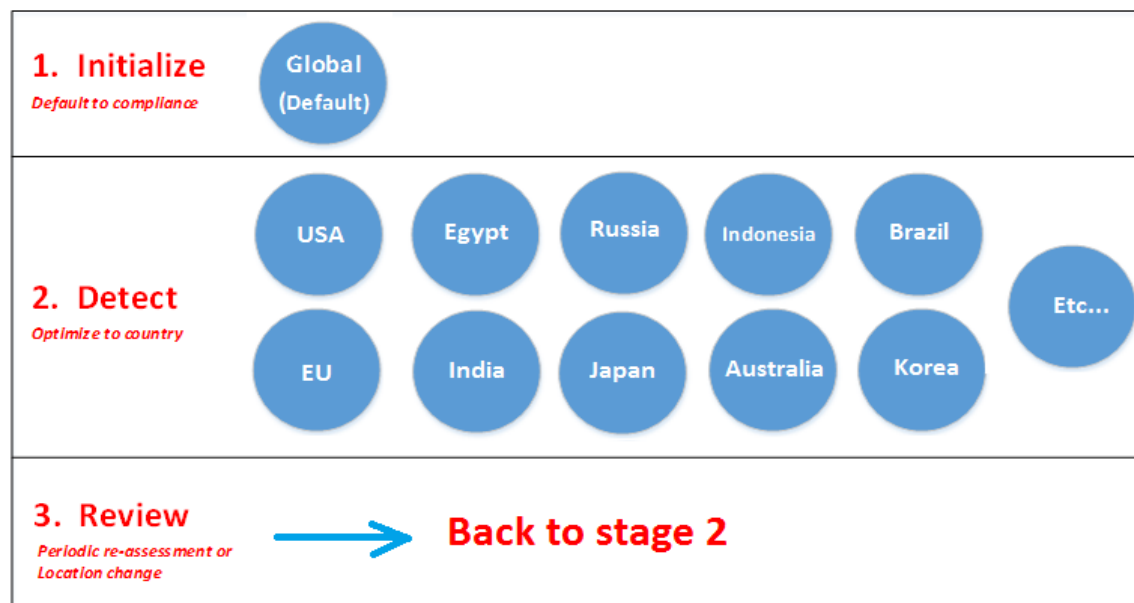 1. Initialize
Default to compliance
Global
(Default)
2. Detect
Optimize to country
USA
Egypt
Russia
Indonesia
Brazil
Etc...
EU
India
Japan
Australia
Korea
3. Review
Periodic re-assessment or
Location change
Back to stage 2